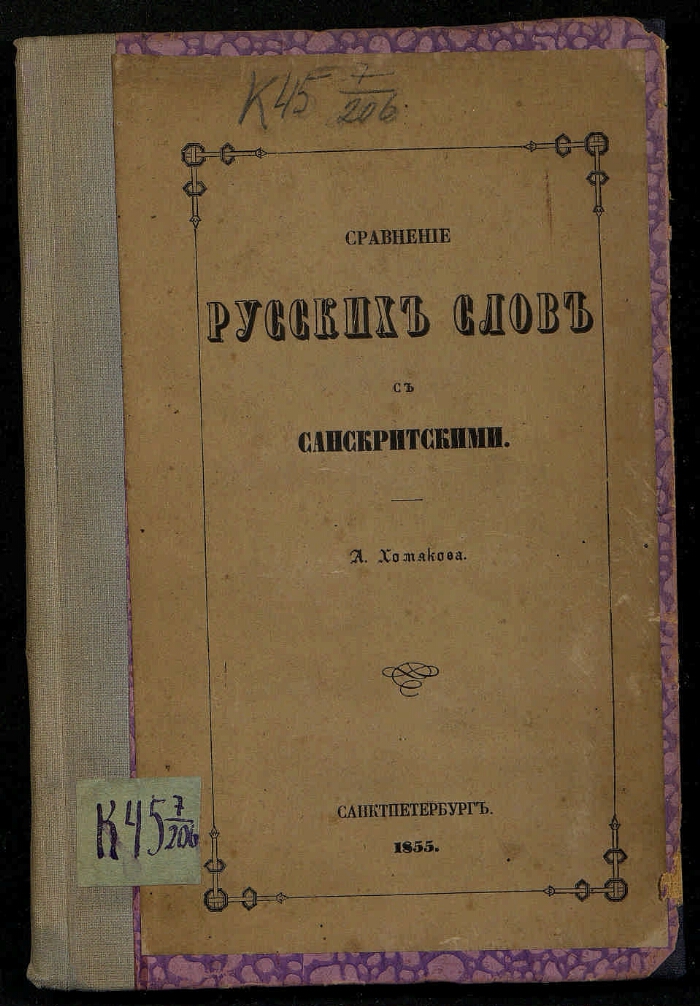 К45 7/206.
СРАВНЕНІЕ
РУССКИХЪ СЛОВЪ
СЪ
САНСКРИТСКИМИ.
А. Хомякова.
САНКТПЕТЕРБУРГЪ.
1855.
К45 7/206